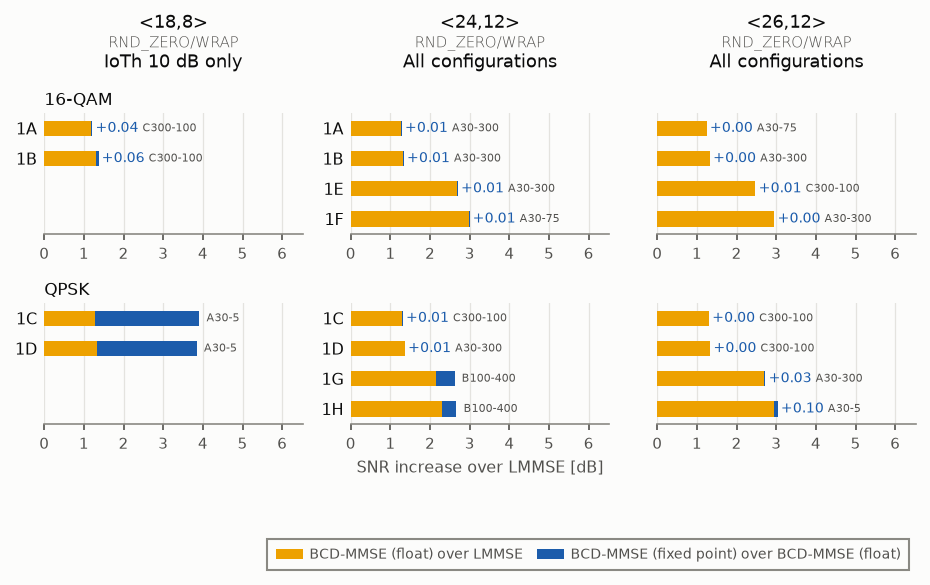 <18,8>
RND_ZERO/WRAP
IoTh 10 dB only
<24,12>
RND_ZERO/WRAP
All configurations
<26,12>
RND_ZERO/WRAP
All configurations
16-QAM
1A +0.04 C300-100
1B +0.06 C300-100
0 1 2 3 4 5 6
1A +0.01 A30-300
1B +0.01 A30-300
1E +0.01 A30-300
1F +0.01 A30-75
0 1 2 3 4 5 6
+0.00 A30-75
+0.00 A30-300
+0.01 C300-100
+0.00 A30-300
0 1 2 3 4 5 6
QPSK
1C A30-5
1D A30-5
0 1 2 3 4 5 6
1C +0.01 C300-100
1D +0.01 A30-300
1G B100-400
1H B100-400
0 1 2 3 4 5 6
+0.00 C300-100
+0.00 C300-100
+0.03 A30-300
+0.10 A30-5
0 1 2 3 4 5 6
SNR increase over LMMSE [dB]
BCD-MMSE (float) over LMMSE
BCD-MMSE (fixed point) over BCD-MMSE (float)